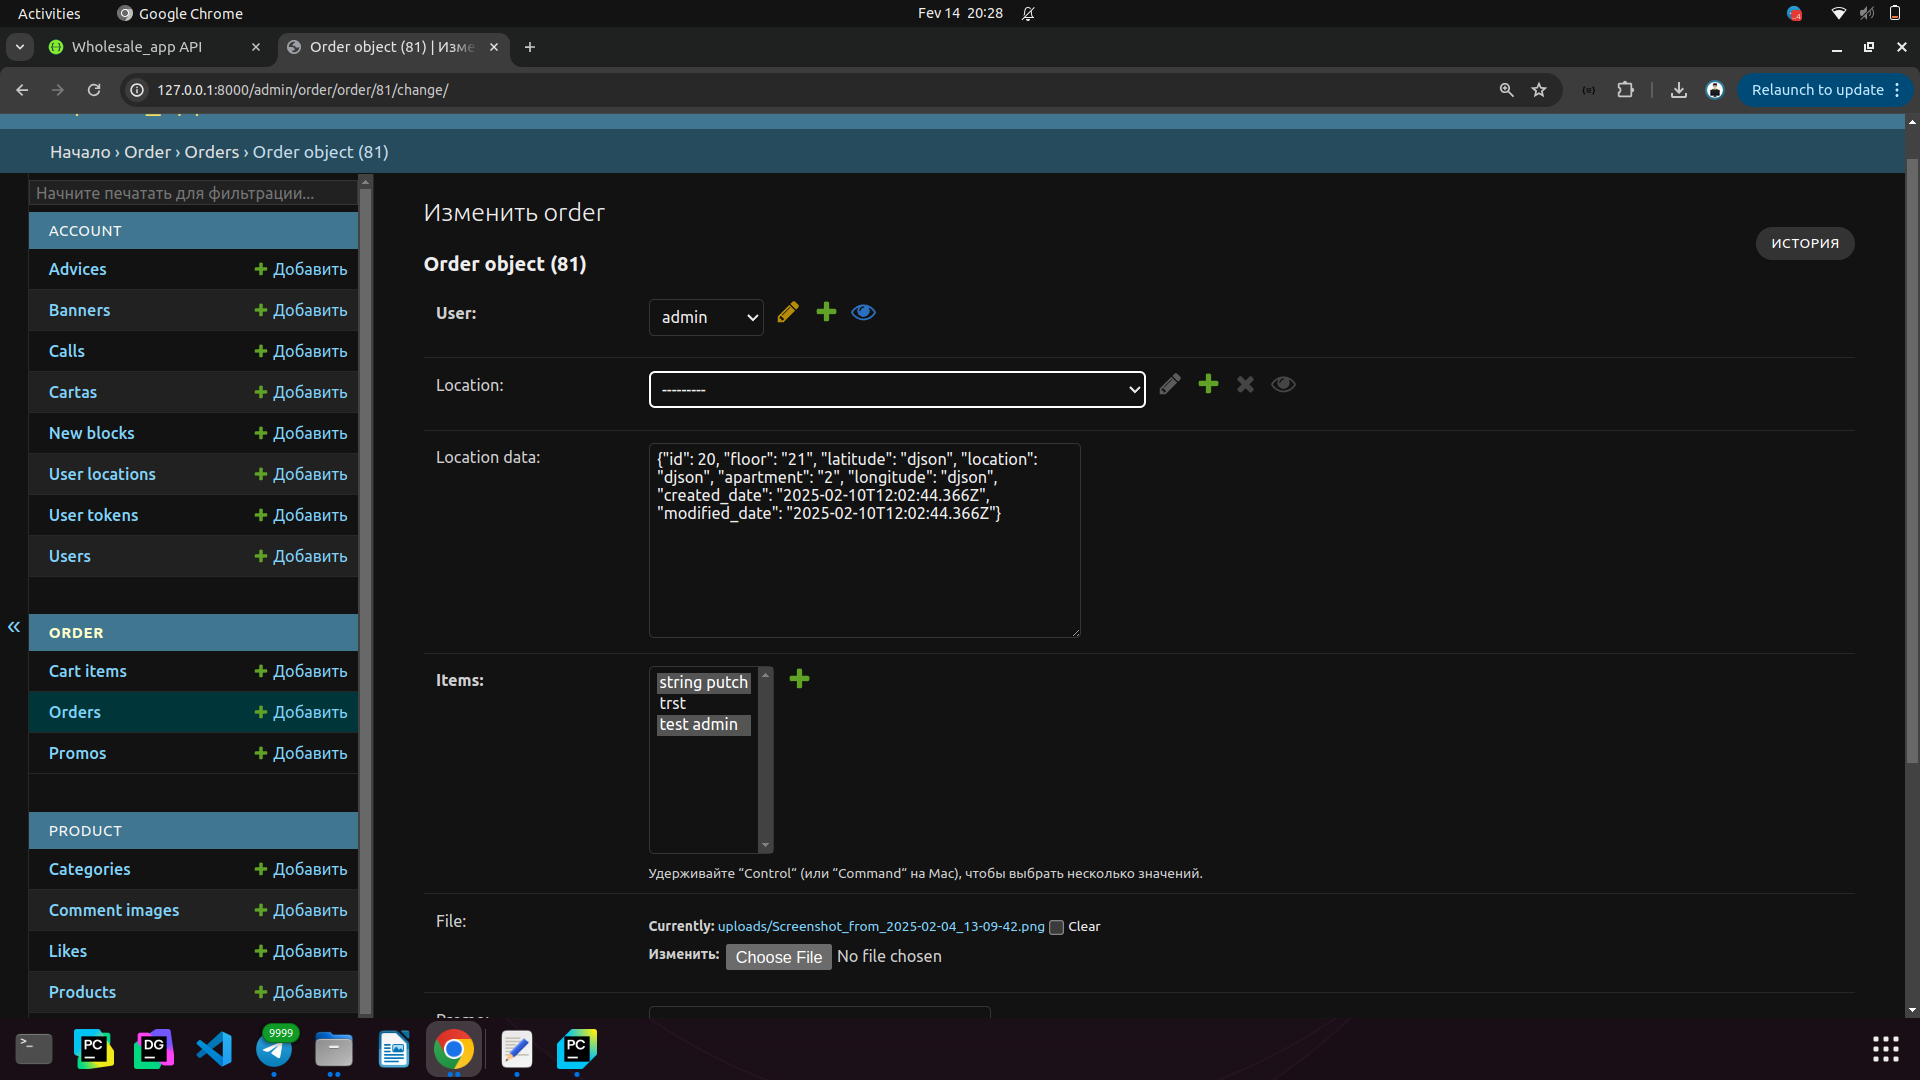 Activities
Google Chrome
Fev 14 20:28
Wholesale_app API
Order object (81) | Изме
127.0.0.1:8000/admin/order/order/81/change/
Relaunch to update
Начало › Order › Orders › Order object (81)
Начните печатать для фильтрации...
ACCOUNT
Advices
Добавить
Banners
Добавить
Calls
Добавить
Cartas
Добавить
New blocks
Добавить
User locations
Добавить
User tokens
Добавить
Users
Добавить
«
ORDER
Cart items
Добавить
Orders
Добавить
Promos
Добавить
PRODUCT
Categories
Добавить
Comment images
Добавить
Likes
Добавить
Products
Добавить
Изменить order
ИСТОРИЯ
Order object (81)
User:
admin
Location:
---------
Location data:
{"id": 20, "floor": "21", "latitude": "djson", "location":
"djson", "apartment": "2", "longitude": "djson",
"created_date": "2025-02-10T12:02:44.366Z",
"modified_date": "2025-02-10T12:02:44.366Z"}
Items:
string putch
trst
test admin
Удерживайте “Control“ (или “Command“ на Mac), чтобы выбрать несколько значений.
File:
Currently: uploads/Screenshot_from_2025-02-04_13-09-42.png Clear
Изменить: Choose File No file chosen
PC
DG
9999
PC